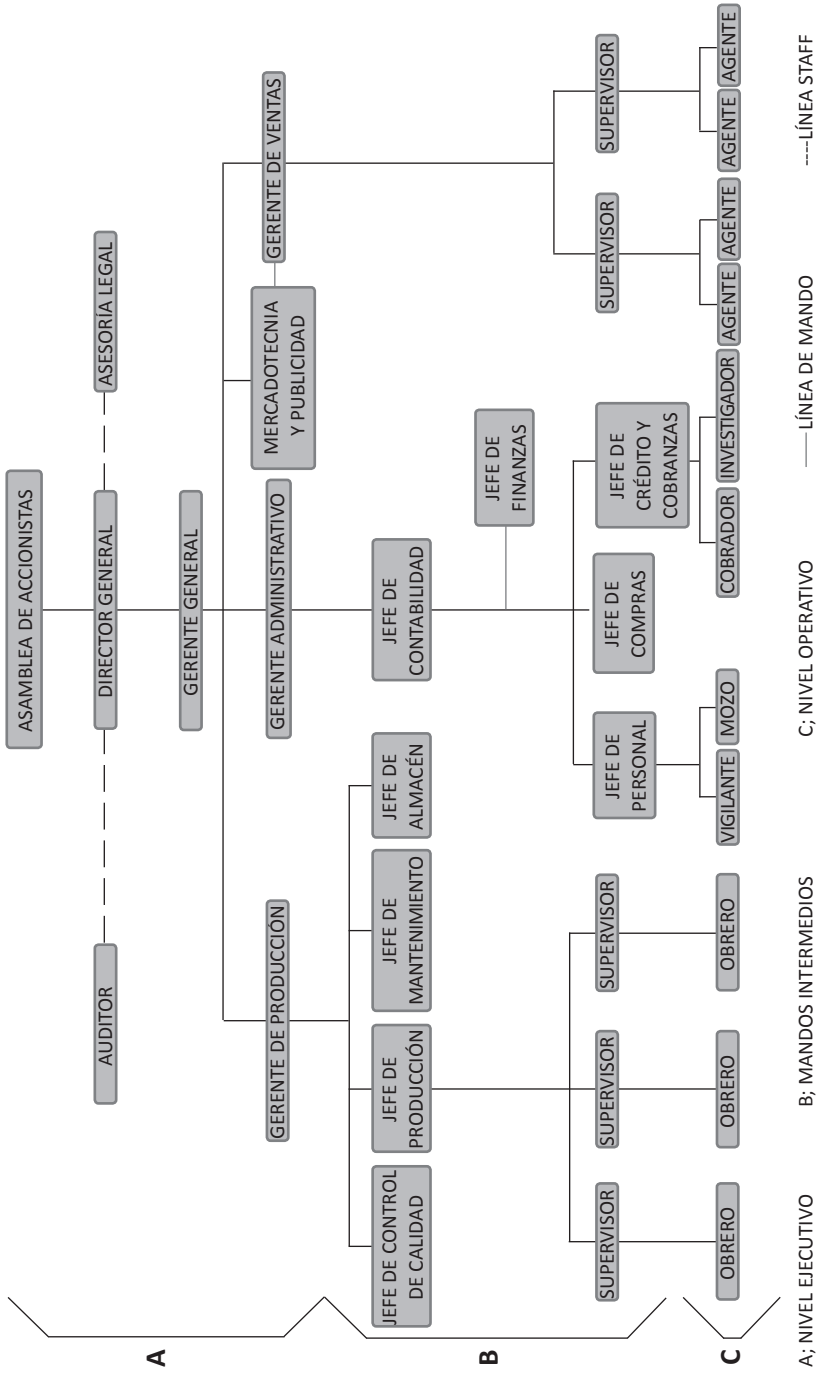 ASAMBLEA DE ACCIONISTAS
AUDITOR
DIRECTOR GENERAL
ASESORÍA LEGAL
GERENTE GENERAL
GERENTE DE PRODUCCIÓN
GERENTE ADMINISTRATIVO
MERCADOTECNIA
Y PUBLICIDAD
GERENTE DE VENTAS
A
JEFE DE CONTROL
DE CALIDAD
JEFE DE
PRODUCCIÓN
JEFE DE
MANTENIMIENTO
JEFE DE
ALMACÉN
JEFE DE
CONTABILIDAD
JEFE DE
FINANZAS
B
SUPERVISOR
SUPERVISOR
SUPERVISOR
JEFE DE
PERSONAL
JEFE DE
COMPRAS
JEFE DE
CRÉDITO Y
COBRANZAS
SUPERVISOR
SUPERVISOR
C
OBRERO
OBRERO
OBRERO
VIGILANTE
MOZO
COBRADOR
INVESTIGADOR
AGENTE
AGENTE
AGENTE
AGENTE
A; NIVEL EJECUTIVO
B; MANDOS INTERMEDIOS
C; NIVEL OPERATIVO
—— LÍNEA DE MANDO
----LÍNEA STAFF